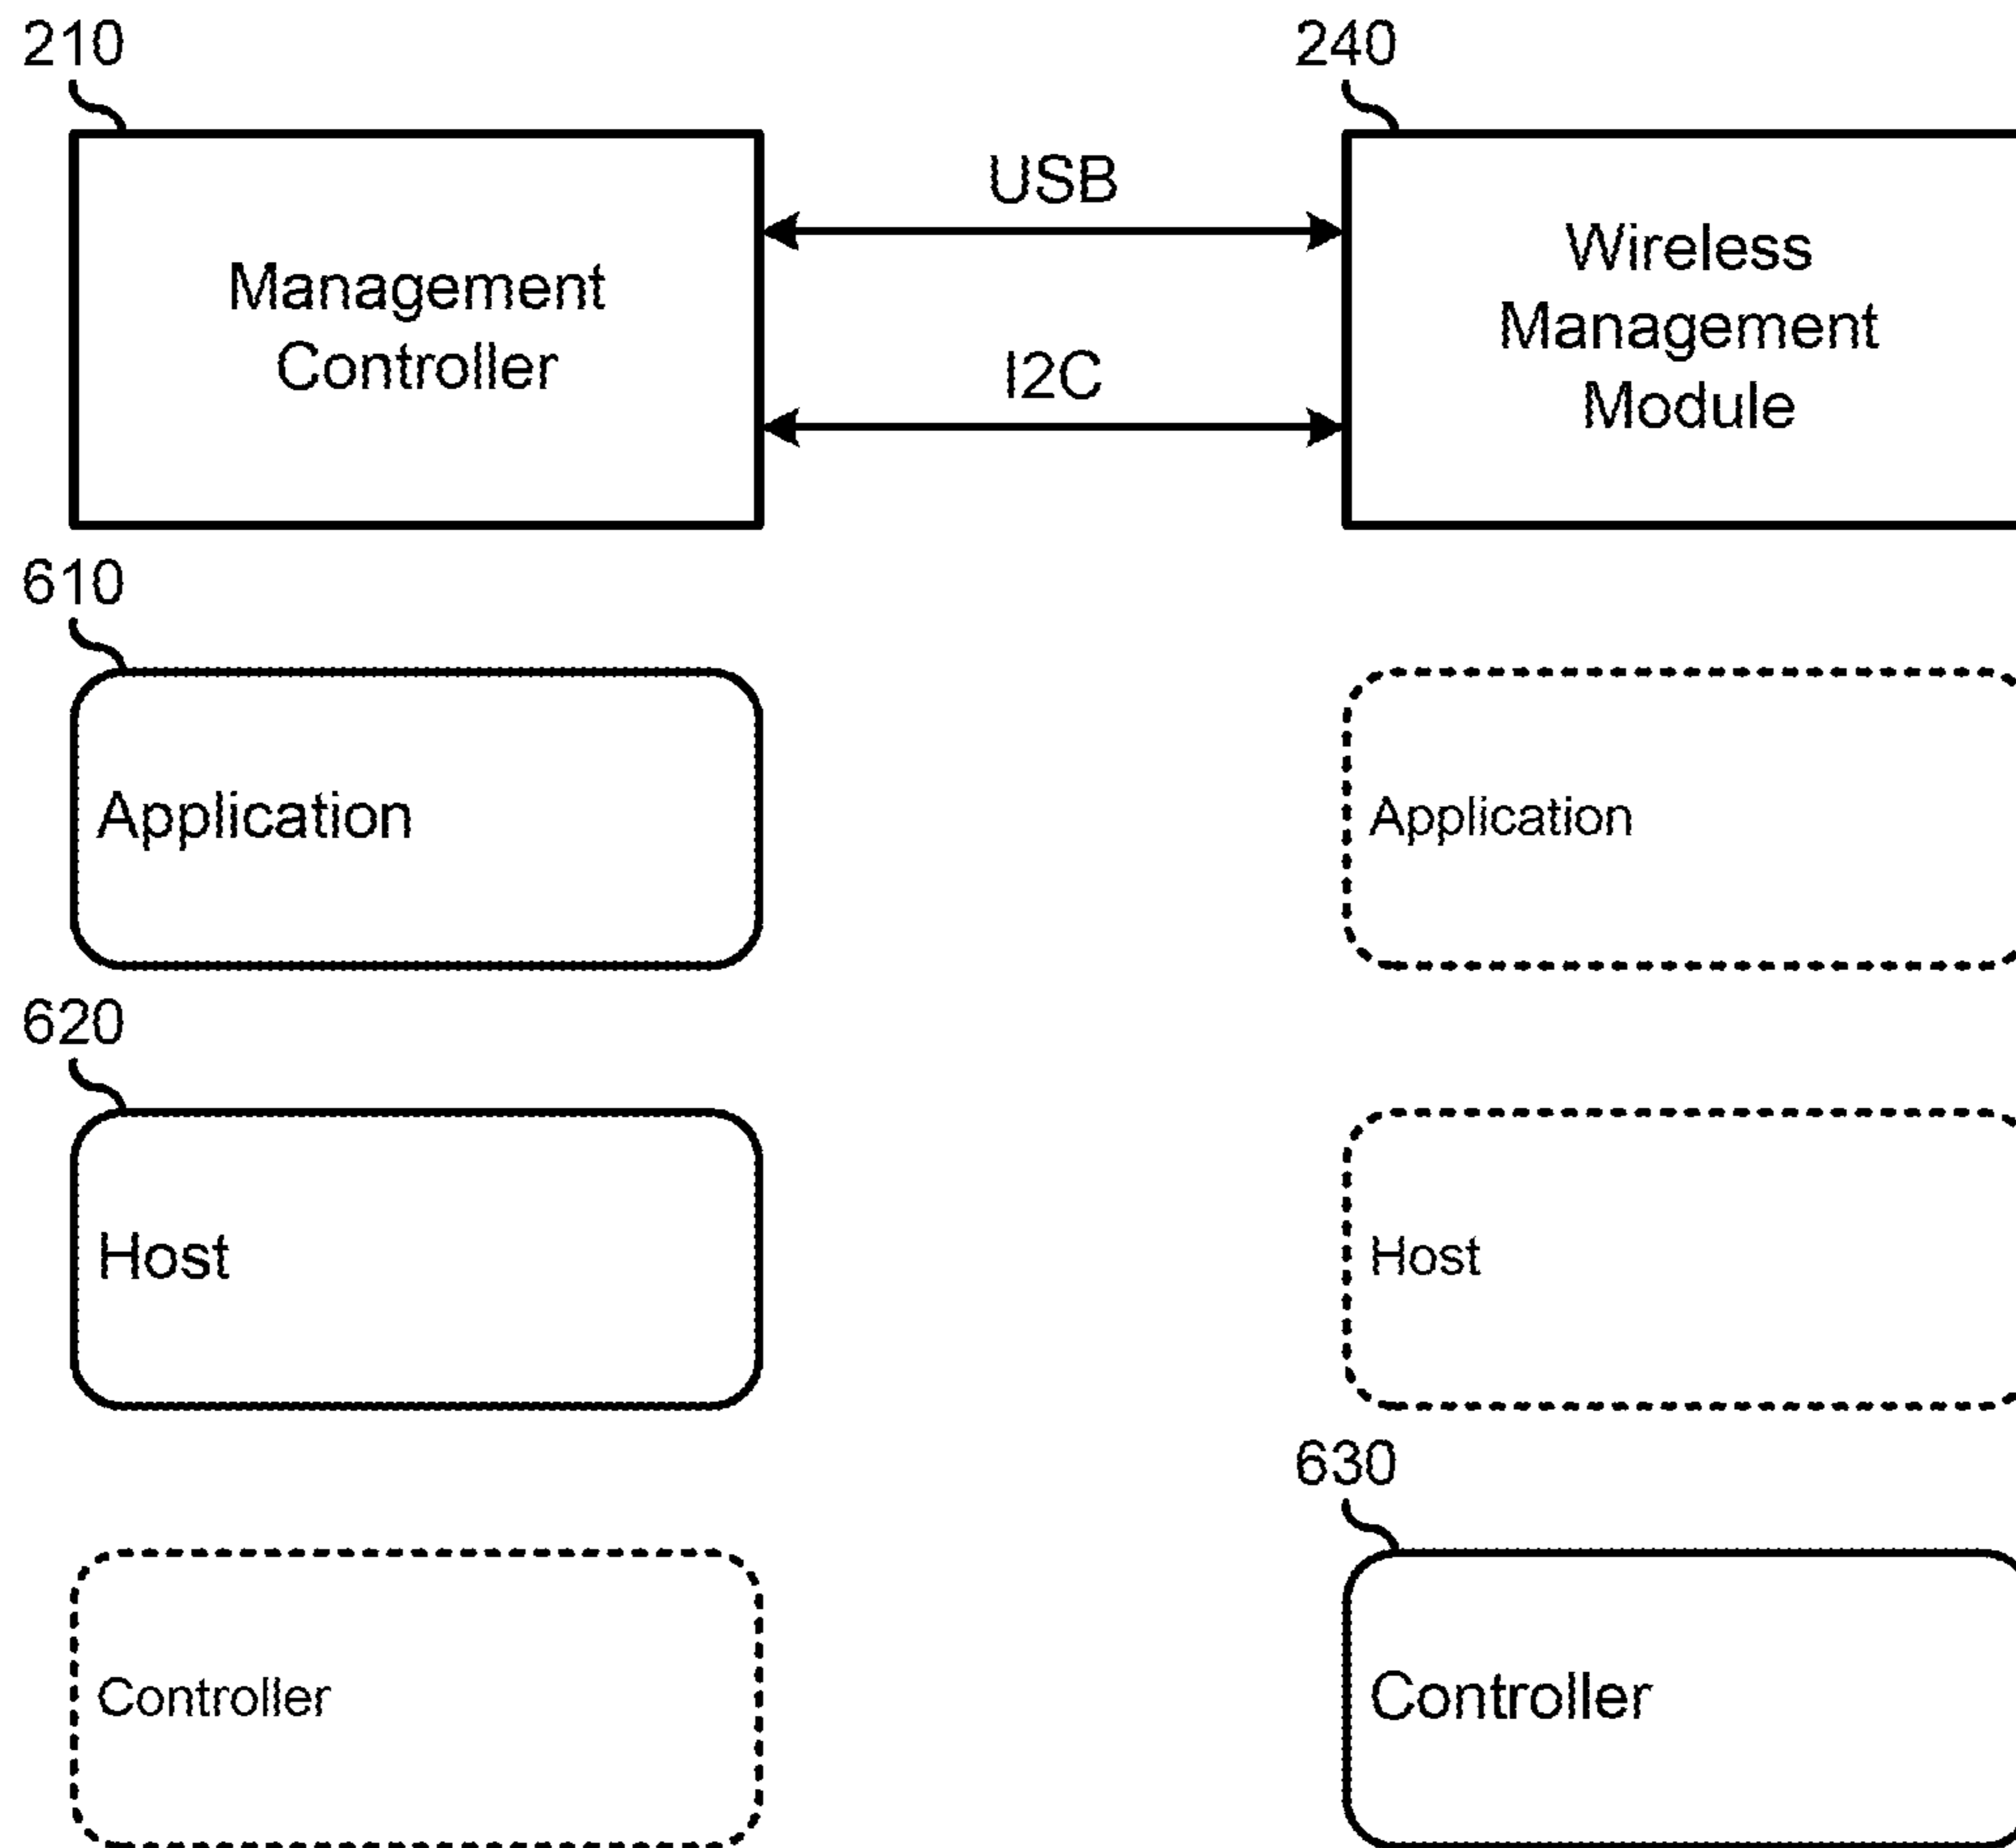 210
240
Management
Controller
USB
I2C
Wireless
Management
Module
610
Application
Application
620
Host
Host
630
Controller
Controller